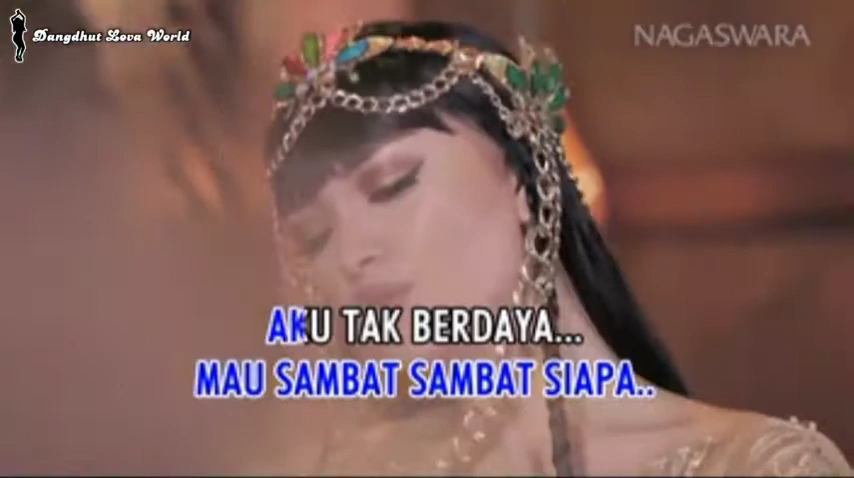 Dangdhut Lova World
NAGASWARA
AKU TAK BERDAYA...
MAU SAMBAT SAMBAT SIAPA..